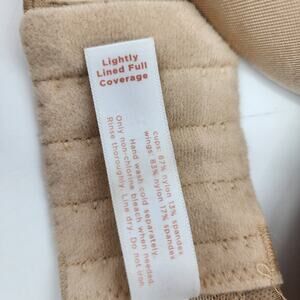 Lightly
Lined Full
Coverage
cups: 87% nylon 13% spandex
wings: 83% nylon 17% spandex
Hand wash cold separately.
Only non-chlorine bleach when needed.
Rinse thoroughly. Line dry. Do not iron.